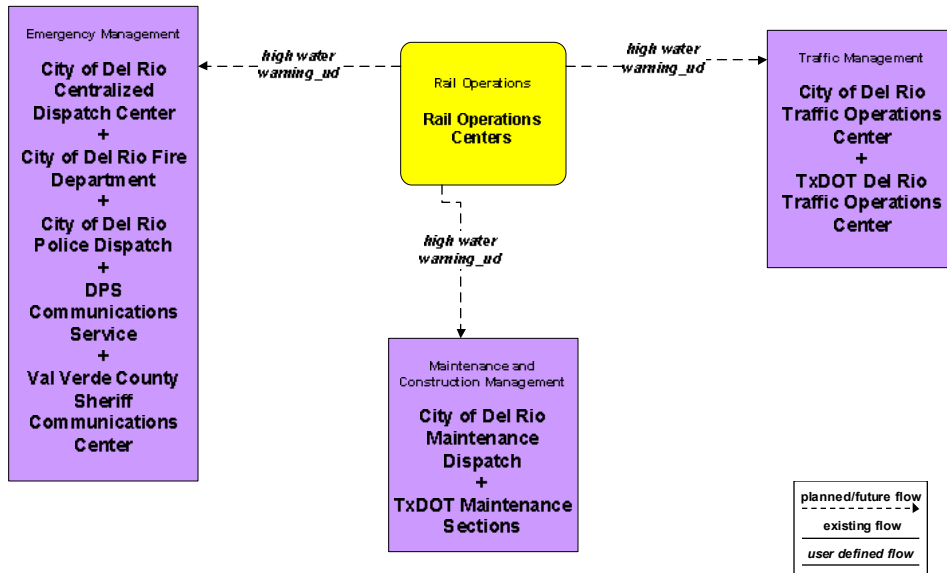 Emergency Management
City of Del Rio
Centralized
Dispatch Center
+
City of Del Rio Fire
Department
+
City of Del Rio
Police Dispatch
+
DPS
Communications
Service
+
Val Verde County
Sheriff
Communications
Center
high water
warning_ud
Rail Operations
Rail Operations
Centers
high water
warning_ud
Traffic Management
City of Del Rio
Traffic Operations
Center
+
TxDOT Del Rio
Traffic Operations
Center
high water
warning_ud
Maintenance and
Construction Management
City of Del Rio
Maintenance
Dispatch
+
TxDOT Maintenance
Sections
planned/future flow
existing flow
user defined flow